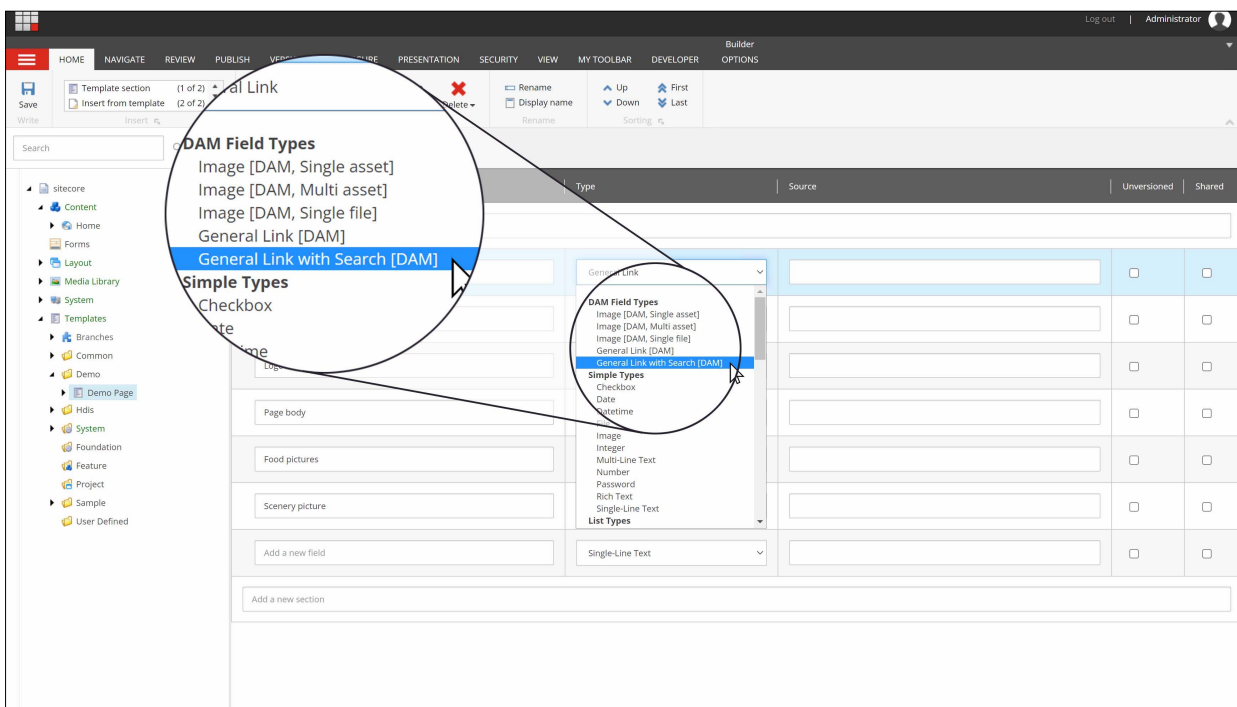 Log out | Administrator
Builder
HOME NAVIGATE REVIEW PUBLISH PRESENTATION SECURITY VIEW MY TOOLBAR DEVELOPER OPTIONS
Save
Template section (1 of 2)
Insert from template (2 of 2)
Rename
Display name
Up
Down
First
Last
Write Insert Rename Sorting
Search
sitecore
Content
Home
Forms
Layout
Media Library
System
Templates
Branches
Common
Demo
Demo Page
Hdis
System
Foundation
Feature
Project
Sample
User Defined
Link
DAM Field Types
Image [DAM, Single asset]
Image [DAM, Multi asset]
Image [DAM, Single file]
General Link [DAM]
General Link with Search [DAM]
Simple Types
Checkbox
Type Source Unversioned Shared
General Link
DAM Field Types
Image [DAM, Single asset]
Image [DAM, Multi asset]
Image [DAM, Single file]
General Link [DAM]
General Link with Search [DAM]
Simple Types
Checkbox
Date
Datetime
Image
Integer
Multi-Line Text
Number
Password
Rich Text
Single-Line Text
List Types
Page body
Food pictures
Scenery picture
Add a new field
Single-Line Text
Add a new section